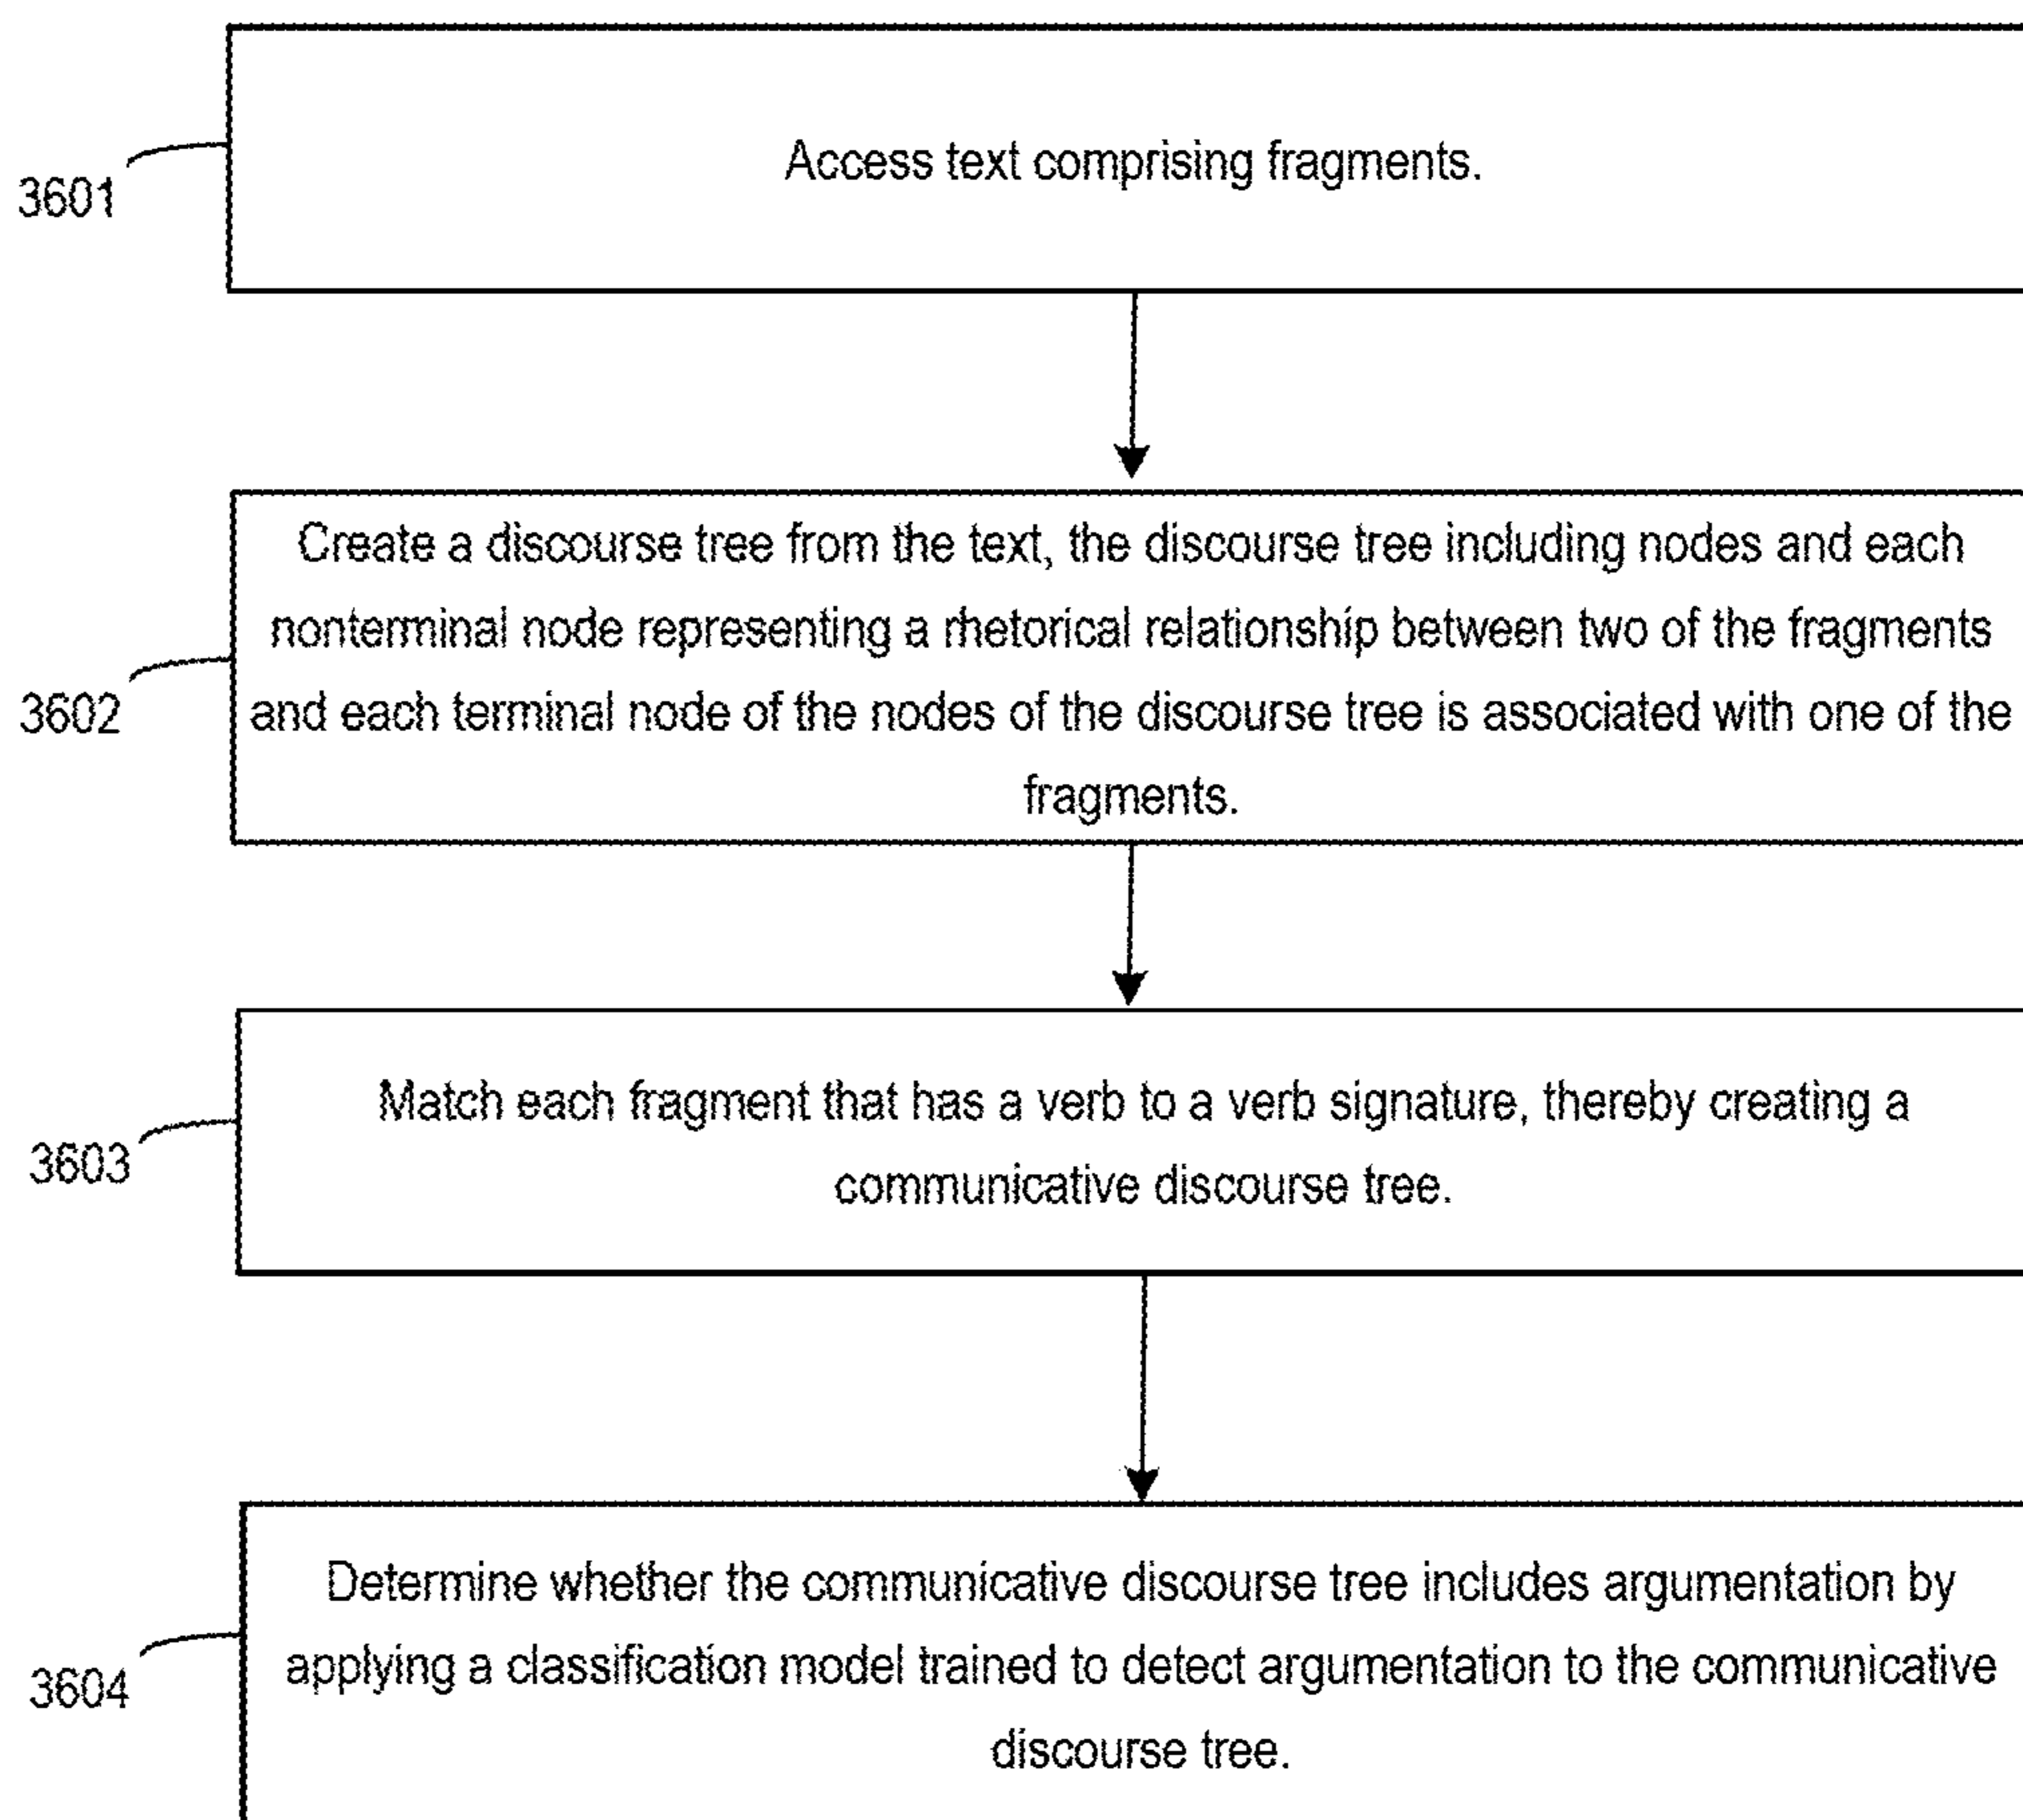 Access text comprising fragments.
3601
Create a discourse tree from the text, the discourse tree including nodes and each
nonterminal node representing a rhetorical relationship between two of the fragments
and each terminal node of the nodes of the discourse tree is associated with one of the
fragments.
3602
Match each fragment that has a verb to a verb signature, thereby creating a
communicative discourse tree.
3603
Determine whether the communicative discourse tree includes argumentation by
applying a classification model trained to detect argumentation to the communicative
discourse tree.
3604